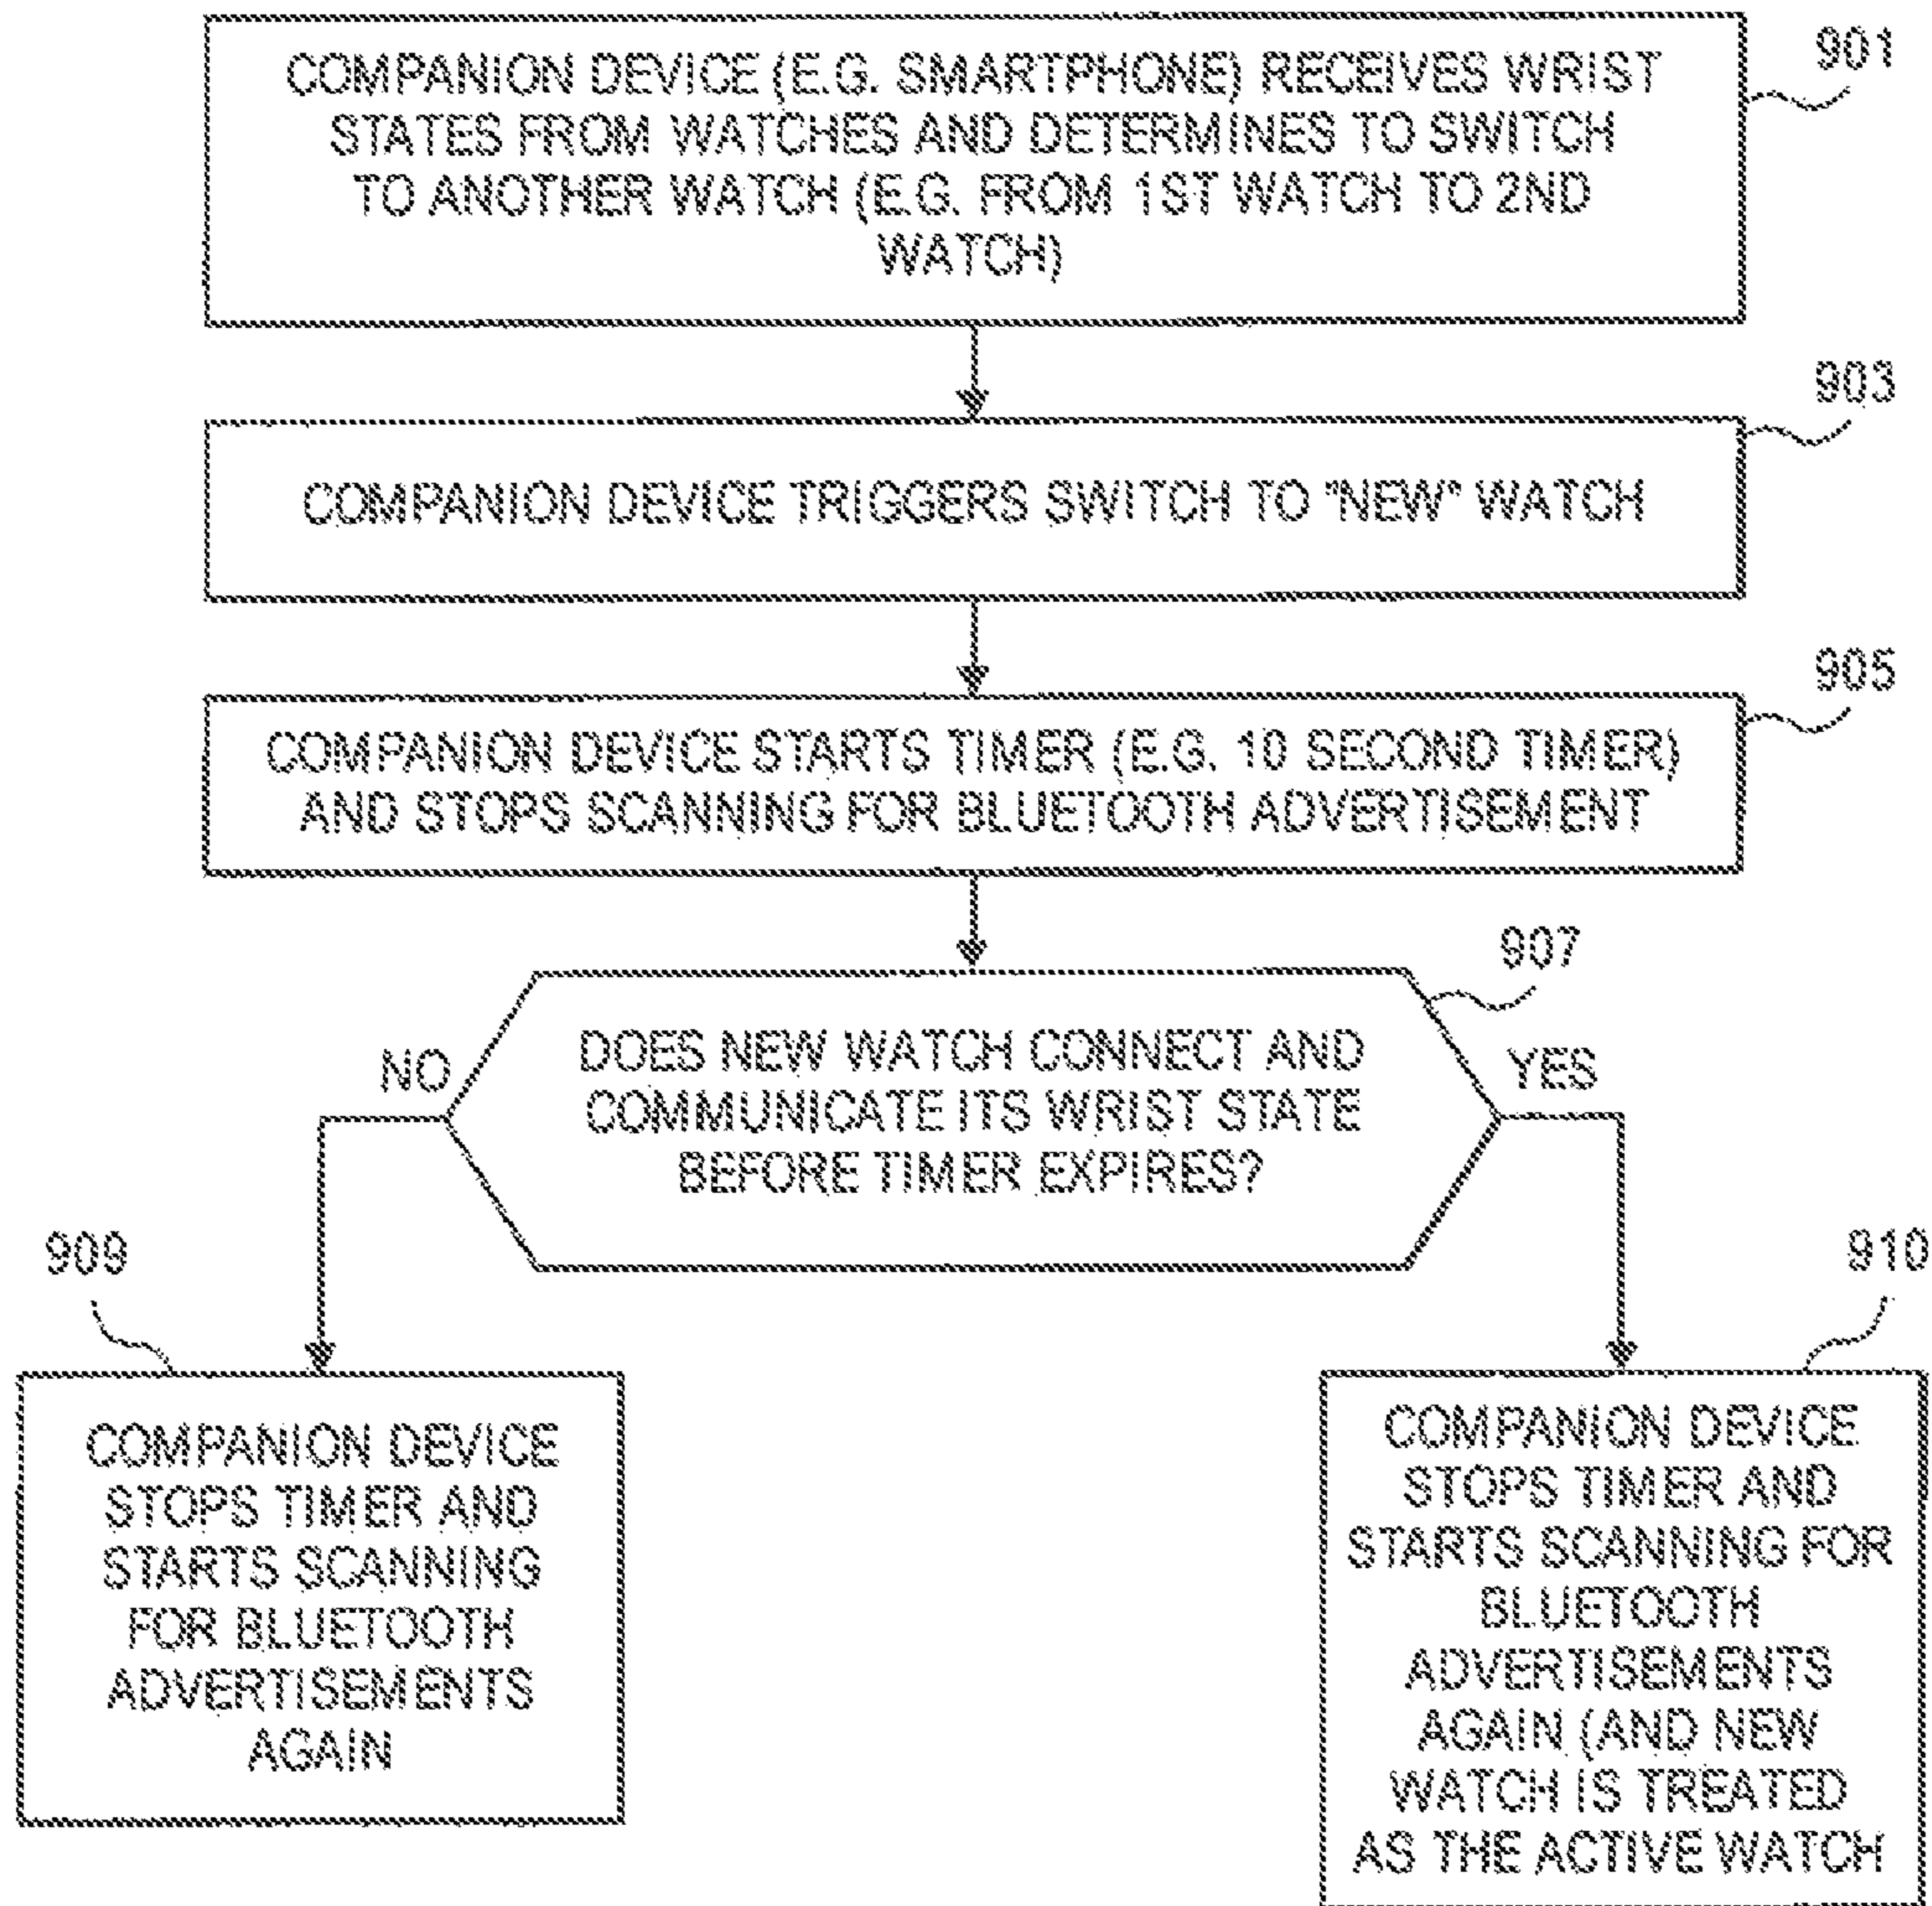 COMPANION DEVICE (E.G. SMARTPHONE) RECEIVES WRIST
STATES FROM WATCHES AND DETERMINES TO SWITCH
TO ANOTHER WATCH (E.G. FROM 1ST WATCH TO 2ND
WATCH)
901
COMPANION DEVICE TRIGGERS SWITCH TO "NEW" WATCH
903
COMPANION DEVICE STARTS TIMER (E.G. 10 SECOND TIMER)
AND STOPS SCANNING FOR BLUETOOTH ADVERTISEMENT
905
DOES NEW WATCH CONNECT AND
COMMUNICATE ITS WRIST STATE
BEFORE TIMER EXPIRES?
907
NO
YES
909
COMPANION DEVICE
STOPS TIMER AND
STARTS SCANNING
FOR BLUETOOTH
ADVERTISEMENTS
AGAIN
910
COMPANION DEVICE
STOPS TIMER AND
STARTS SCANNING FOR
BLUETOOTH
ADVERTISEMENTS
AGAIN (AND NEW
WATCH IS TREATED
AS THE ACTIVE WATCH